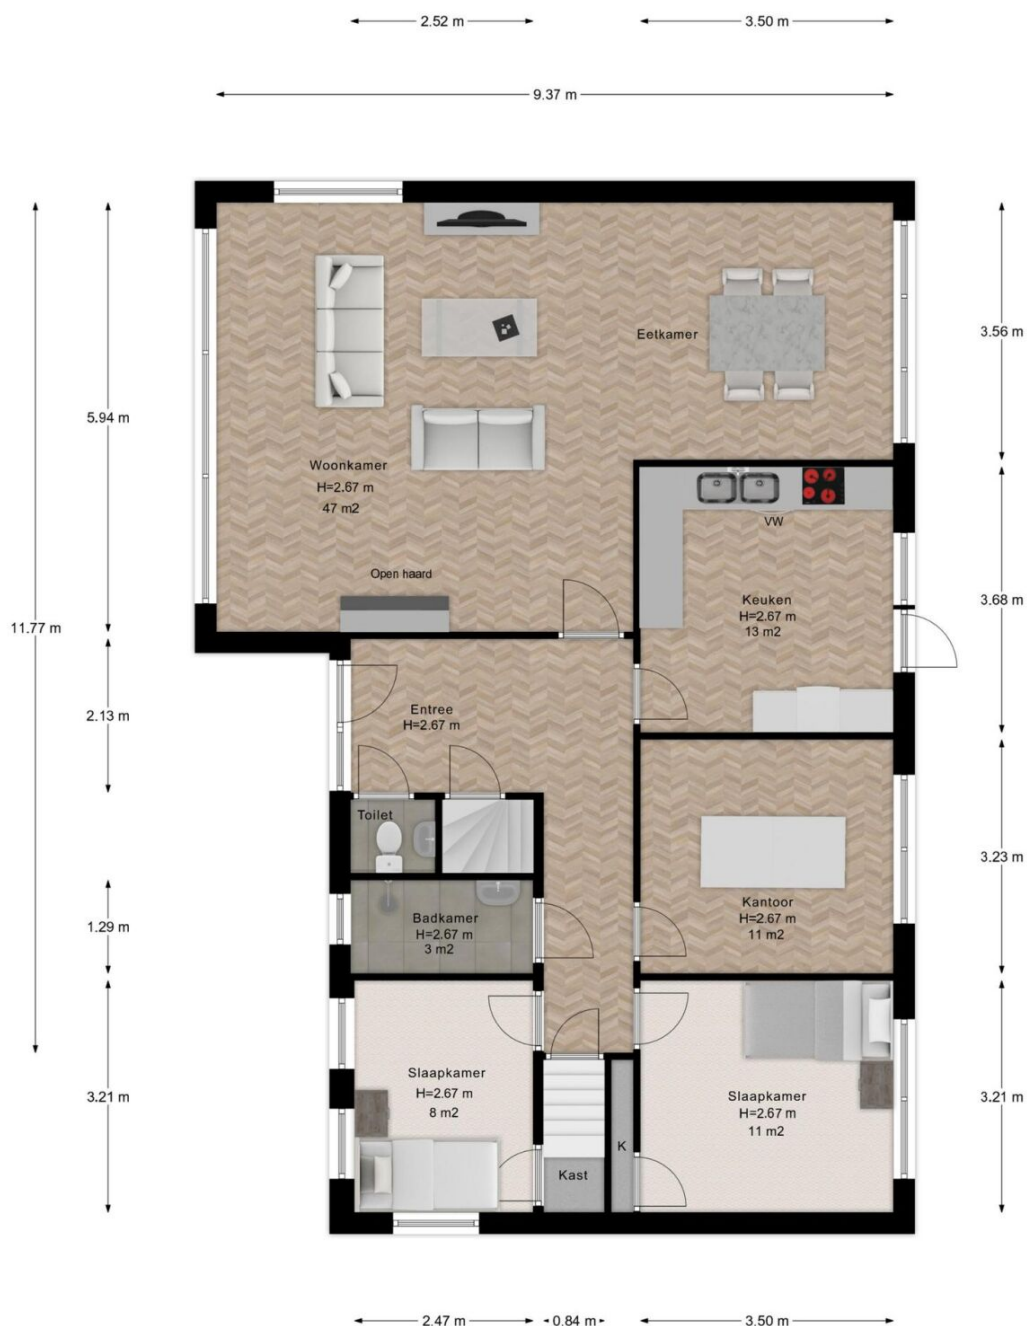 2.52 m
3.50 m
9.37 m
Eetkamer
3.56 m
5.94 m
Woonkamer
H=2.67 m
47 m2
VW
Open haard
Keuken
H=2.67 m
13 m2
3.68 m
11.77 m
Entree
H=2.67 m
2.13 m
Toilet
3.23 m
Kantoor
H=2.67 m
11 m2
Badkamer
H=2.67 m
3 m2
1.29 m
Slaapkamer
H=2.67 m
8 m2
3.21 m
Slaapkamer
H=2.67 m
11 m2
3.21 m
K
Kast
2.47 m
0.84 m
3.50 m